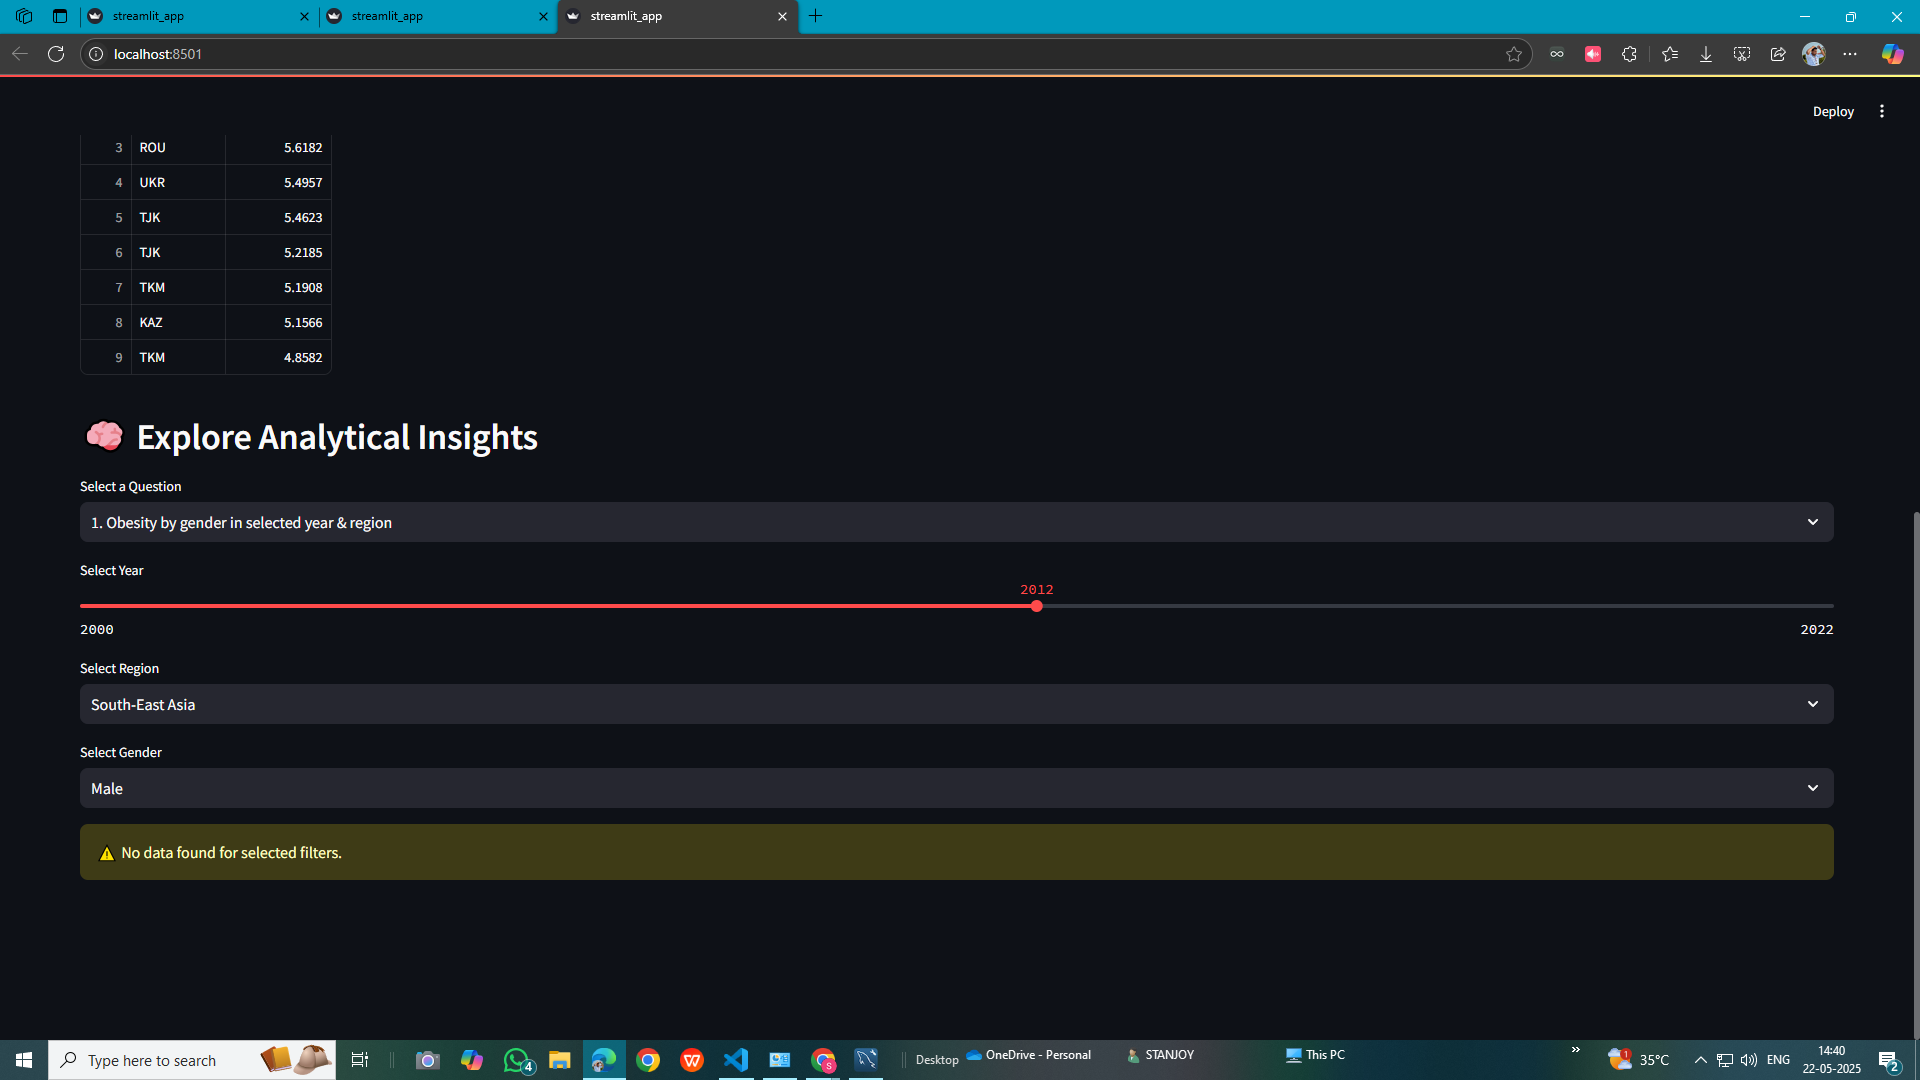 streamlit_app
streamlit_app
streamlit_app
localhost:8501
Deploy
3 ROU 5.6182
4 UKR 5.4957
5 TJK 5.4623
6 TJK 5.2185
7 TKM 5.1908
8 KAZ 5.1566
9 TKM 4.8582
Explore Analytical Insights
Select a Question
1. Obesity by gender in selected year & region
Select Year
2012
2000 2022
Select Region
South-East Asia
Select Gender
Male
No data found for selected filters.
Type here to search
4
W
S
Desktop
OneDrive - Personal
STANJOY
This PC
»
1
35°C
ENG
14:40
22-05-2025
2